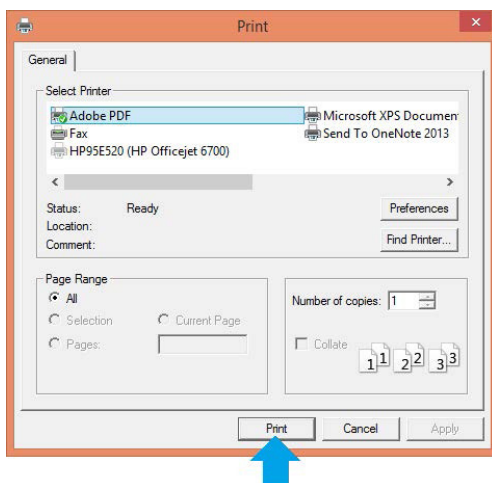 Print
General
Select Printer
Adobe PDF
Microsoft XPS Documen
Fax
Send To OneNote 2013
HP95E520 (HP Officejet 6700)
Status: Ready
Preferences
Location:
Comment:
Find Printer...
Page Range
All
Number of copies: 1
Selection
Current Page
Pages:
Collate
1 1 2 2 3 3
Print
Cancel
Apply